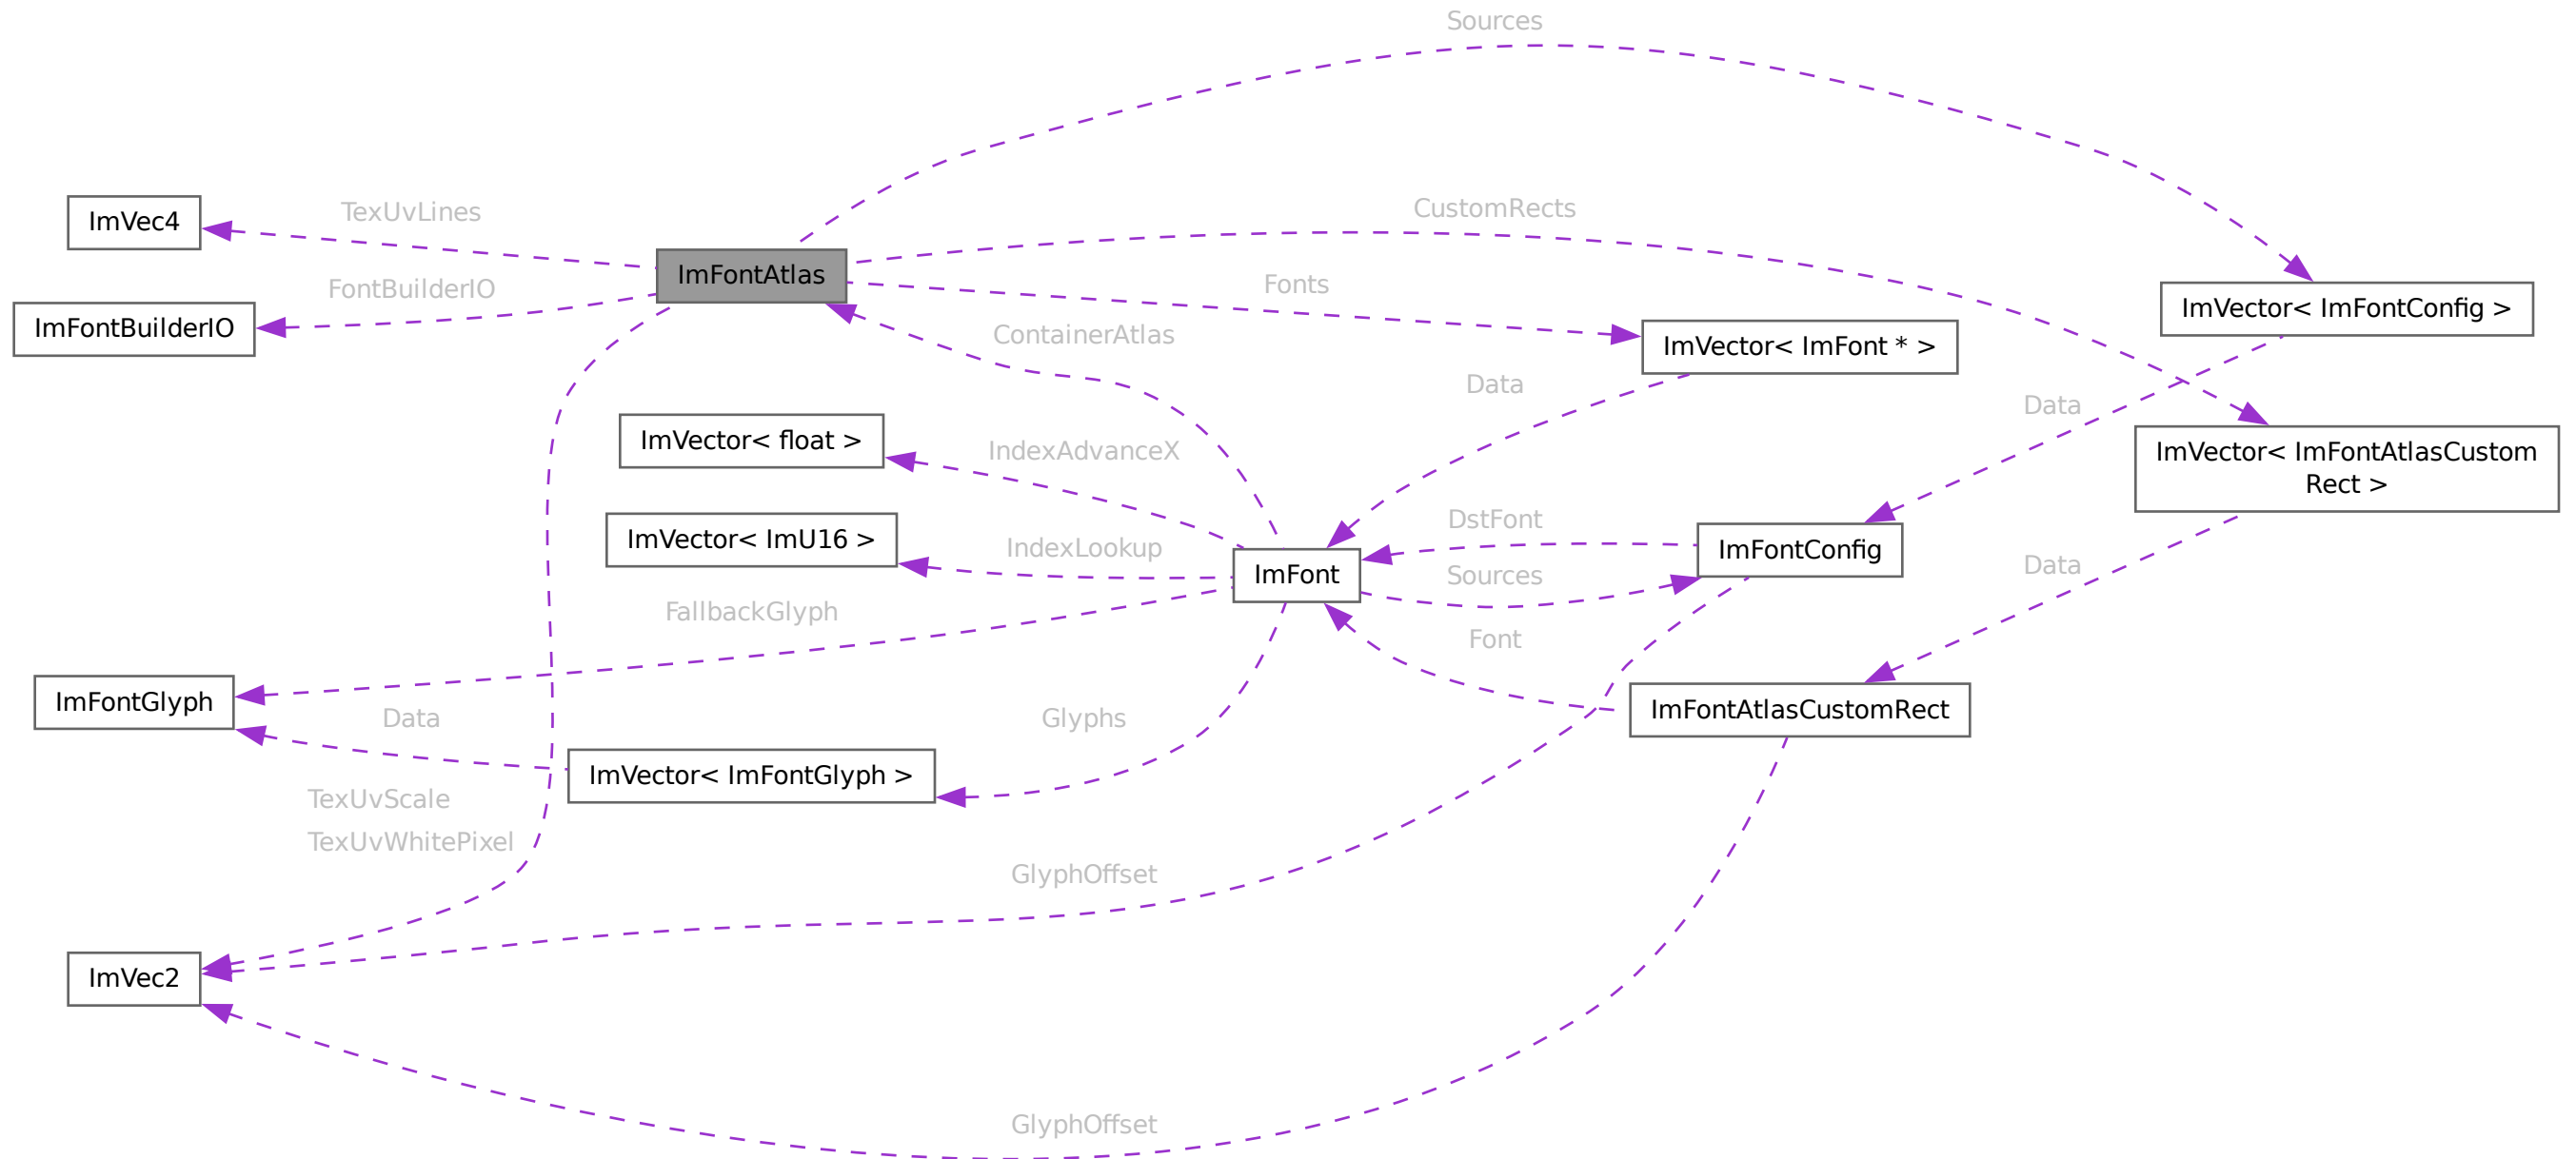 Sources
ImVec4
TexUvLines
CustomRects
ImFontAtlas
FontBuilderIO
Fonts
ImFontBuilderIO
ContainerAtlas
ImVector< ImFont * >
ImVector< ImFontConfig >
Data
Data
ImVector< float >
IndexAdvanceX
ImVector< ImFontAtlasCustom
Rect >
ImVector< ImU16 >
IndexLookup
DstFont
ImFont
Sources
ImFontConfig
Data
FallbackGlyph
Font
ImFontGlyph
Data
Glyphs
ImFontAtlasCustomRect
ImVector< ImFontGlyph >
TexUvScale
TexUvWhitePixel
GlyphOffset
ImVec2
GlyphOffset